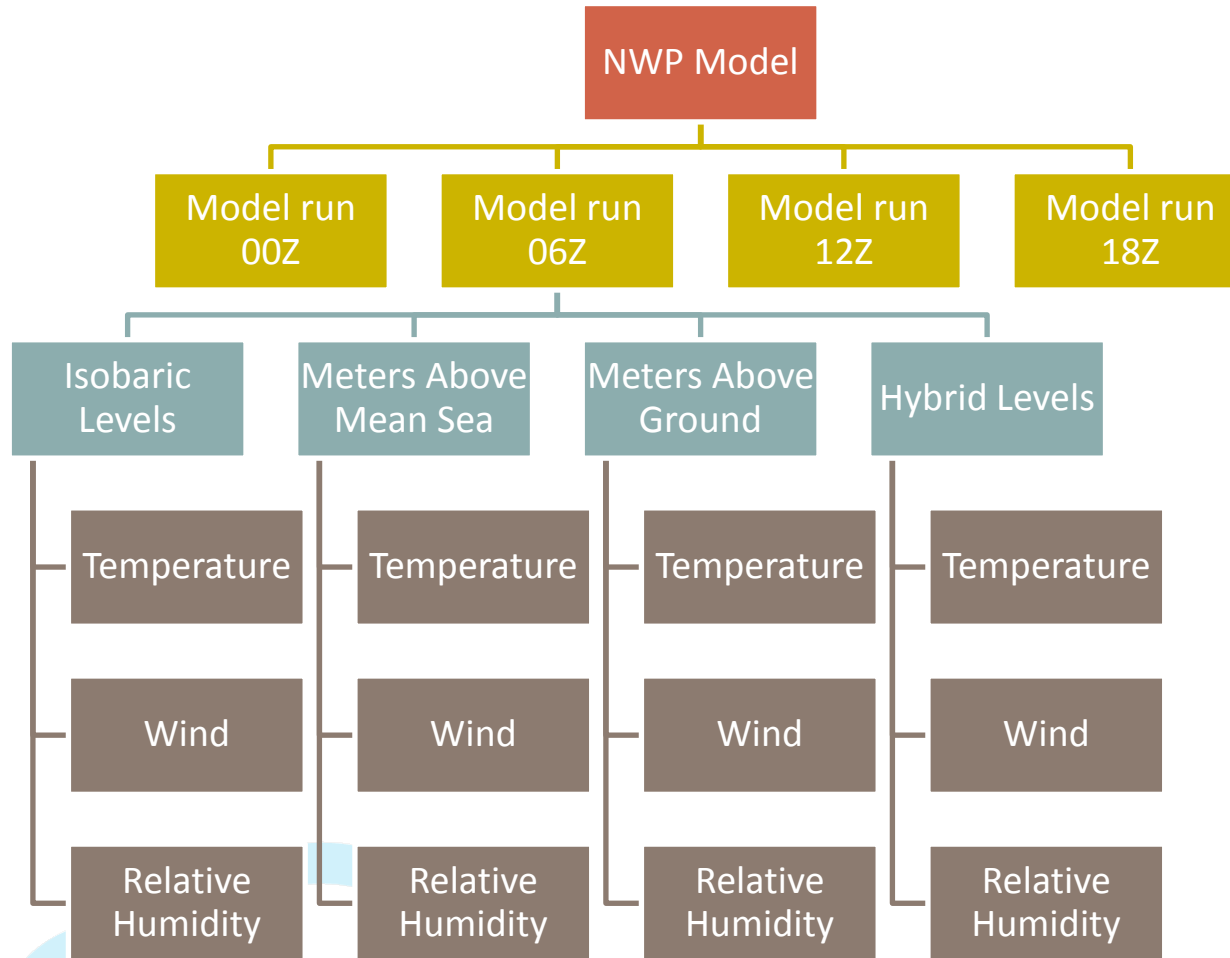 NWP Model
Model run
00Z
Model run
06Z
Model run
12Z
Model run
18Z
Isobaric
Levels
Meters Above
Mean Sea
Meters Above
Ground
Hybrid Levels
Temperature
Temperature
Temperature
Temperature
Wind
Wind
Wind
Wind
Relative
Humidity
Relative
Humidity
Relative
Humidity
Relative
Humidity